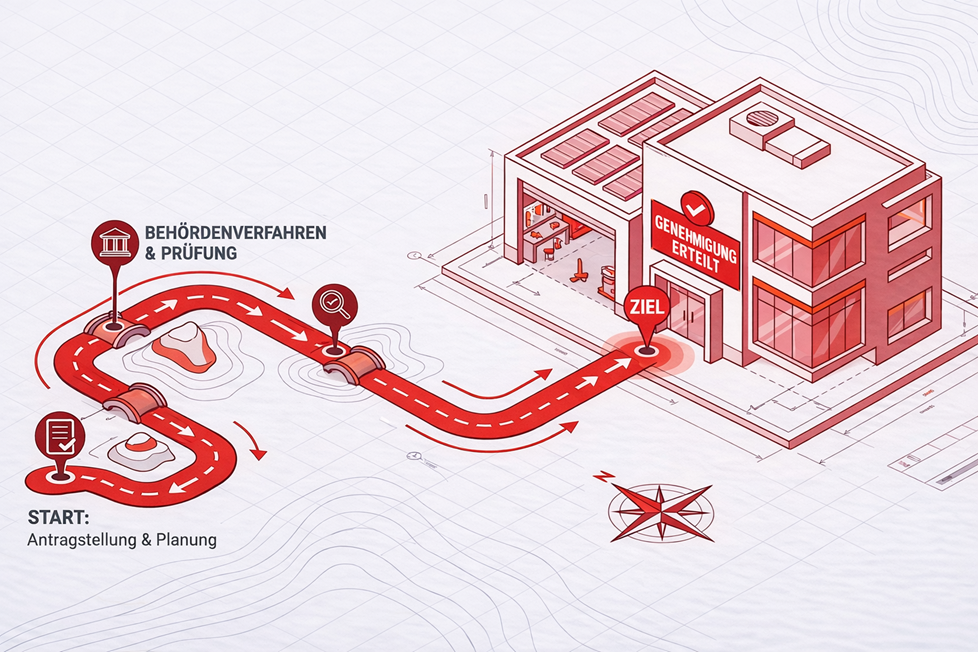 BEHÖRDENVERFAHREN
& PRÜFUNG
GENEHMIGUNG
ERTEILT
ZIEL
START:
Antragstellung & Planung
N